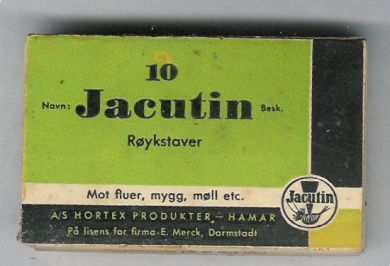 10
Navn: Jacutin Besk.
Røykstaver
Mot fluer, mygg, møll etc.
Jacutin
A/S HORTEX PRODUKTER, – HAMAR
På lisens for firma E. Merck, Darmstadt